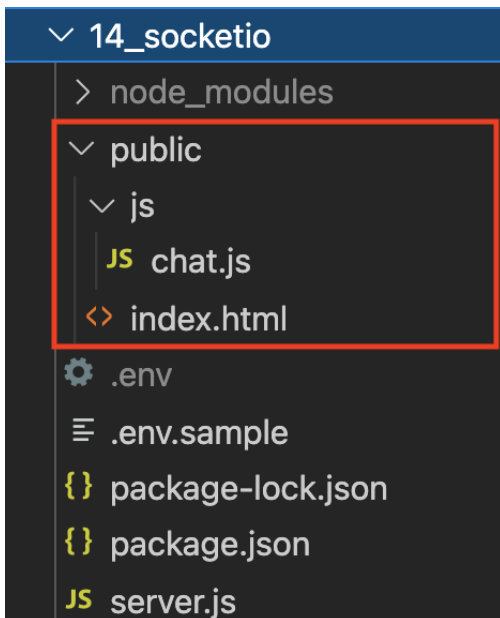 14_socketio
node_modules
public
js
JS chat.js
<> index.html
.env
.env.sample
{} package-lock.json
{} package.json
JS server.js